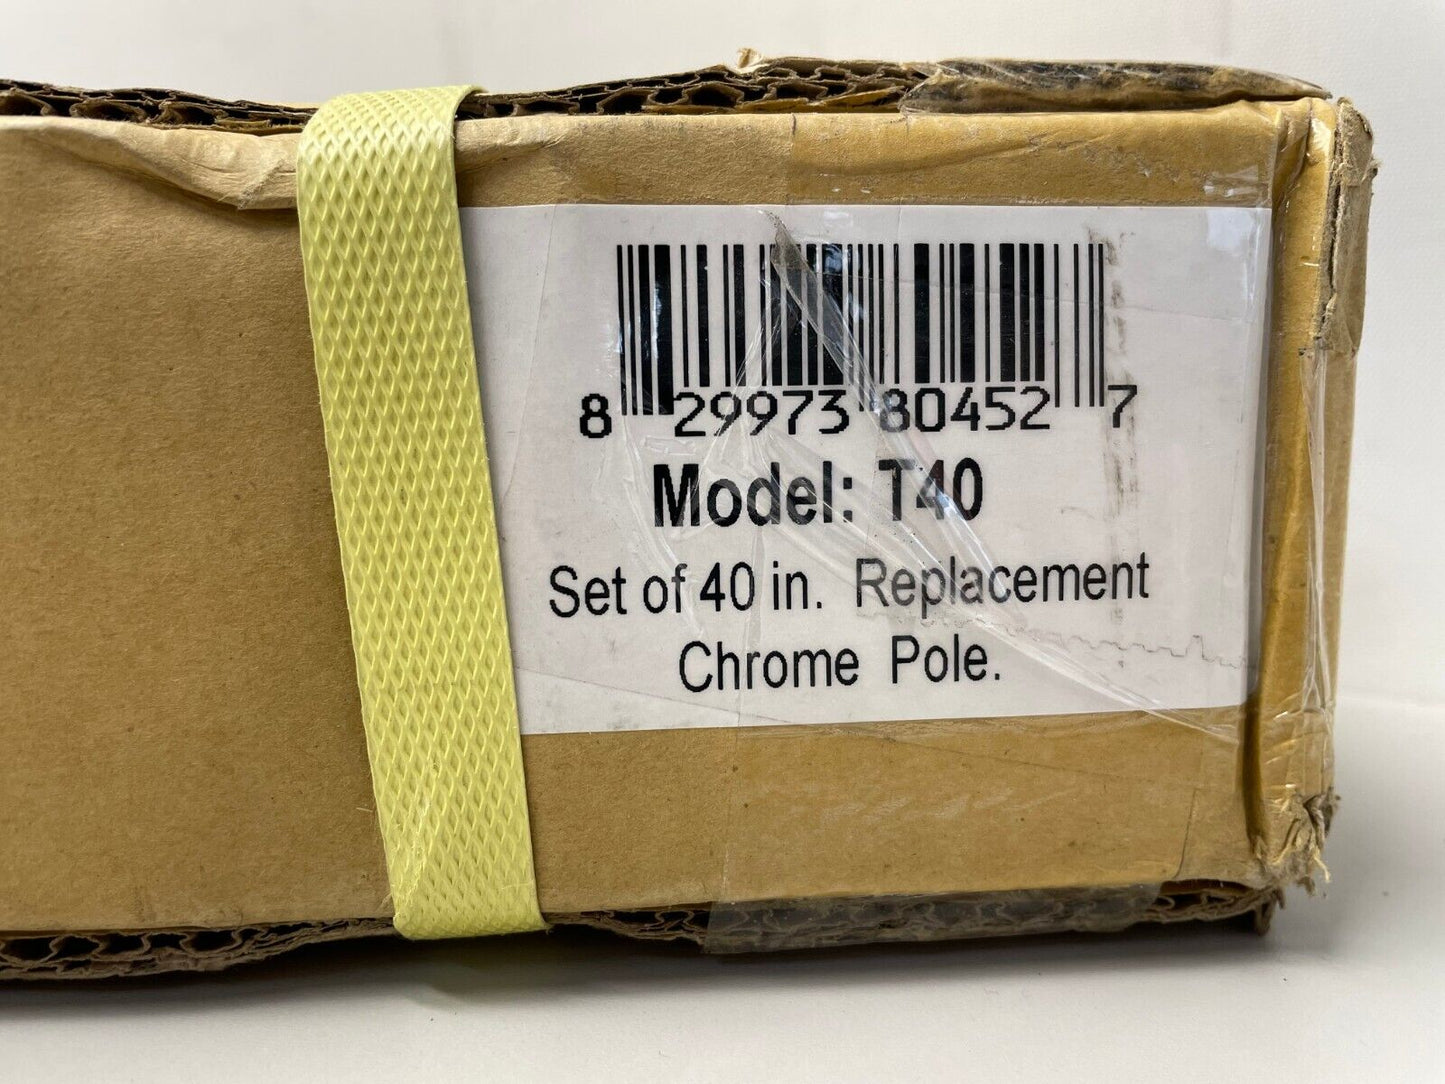 8 29973 80452 7
Model: T40
Set of 40 in. Replacement
Chrome Pole.